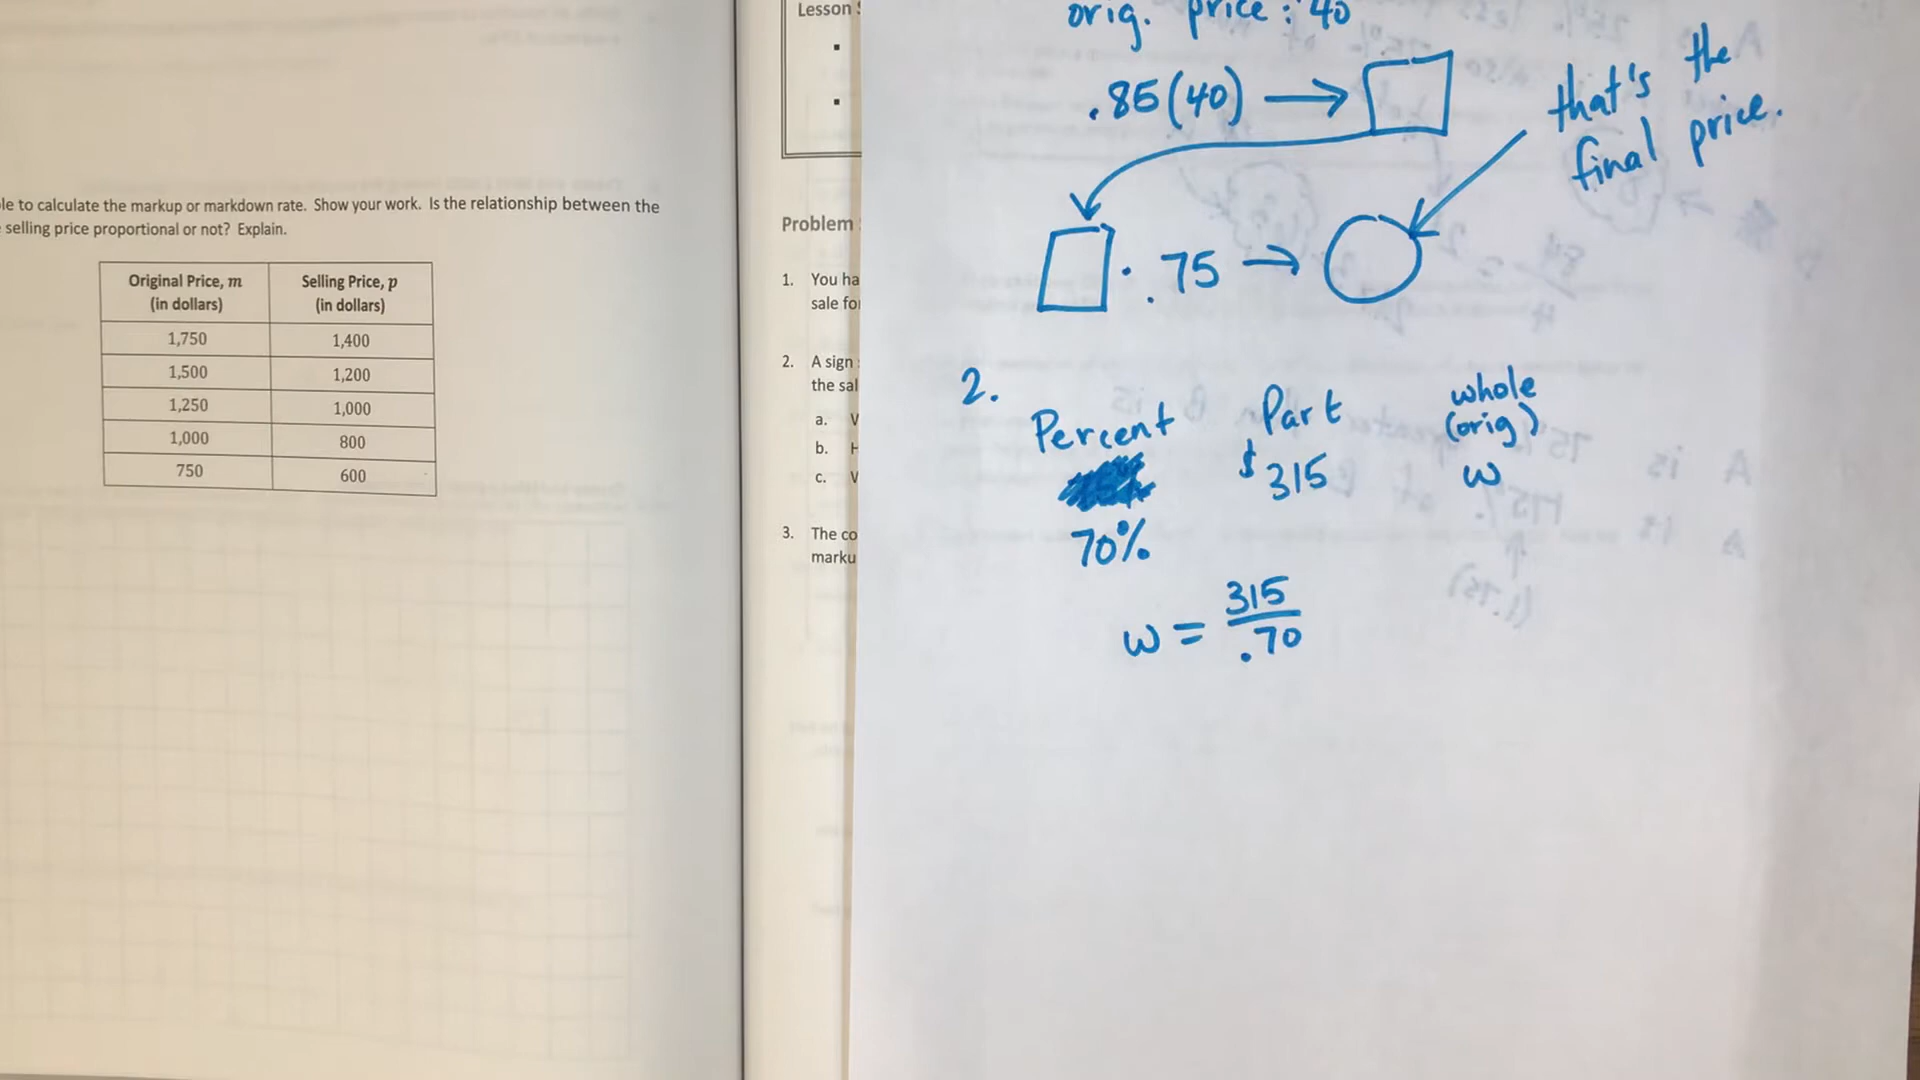 le to calculate the markup or markdown rate. Show your work. Is the relationship between the
selling price proportional or not? Explain.
Original Price, m (in dollars) Selling Price, p (in dollars)
1,750 1,400
1,500 1,200
1,250 1,000
1,000 800
750 600
Lesson
Problem
1. You ha
sale fo
2. A sign
the sal
a.
b.
c.
3. The co
marku
orig. price: 40
.85(40) →
that's the
final price.
· .75 →
2.
Percent Part whole
(orig)
$315 w
70%
w = 315
.70